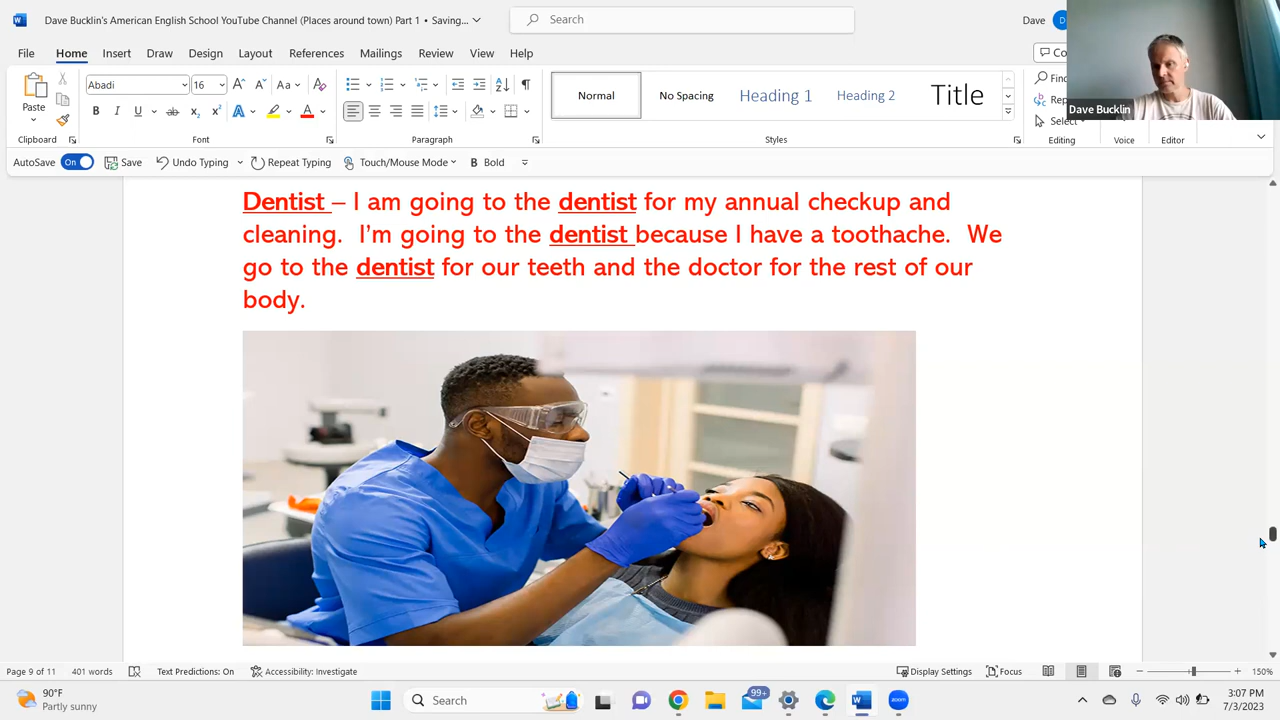 Dave Bucklin's American English School YouTube Channel (Places around town) Part 1 • Saving...
Search
Dave
D
File Home Insert Draw Design Layout References Mailings Review View Help
Paste
Clipboard
Abadi
16
Font
Paragraph
Normal
No Spacing
Heading 1
Heading 2
Title
Styles
Select
Editing
Voice
Editor
Dave Bucklin
AutoSave On Save Undo Typing Repeat Typing Touch/Mouse Mode B Bold
Dentist – I am going to the dentist for my annual checkup and
cleaning. I'm going to the dentist because I have a toothache. We
go to the dentist for our teeth and the doctor for the rest of our
body.
Page 9 of 11 401 words Text Predictions: On Accessibility: Investigate Display Settings Focus 150%
90°F
Partly sunny
Search
99+
zoom
3:07 PM
7/3/2023